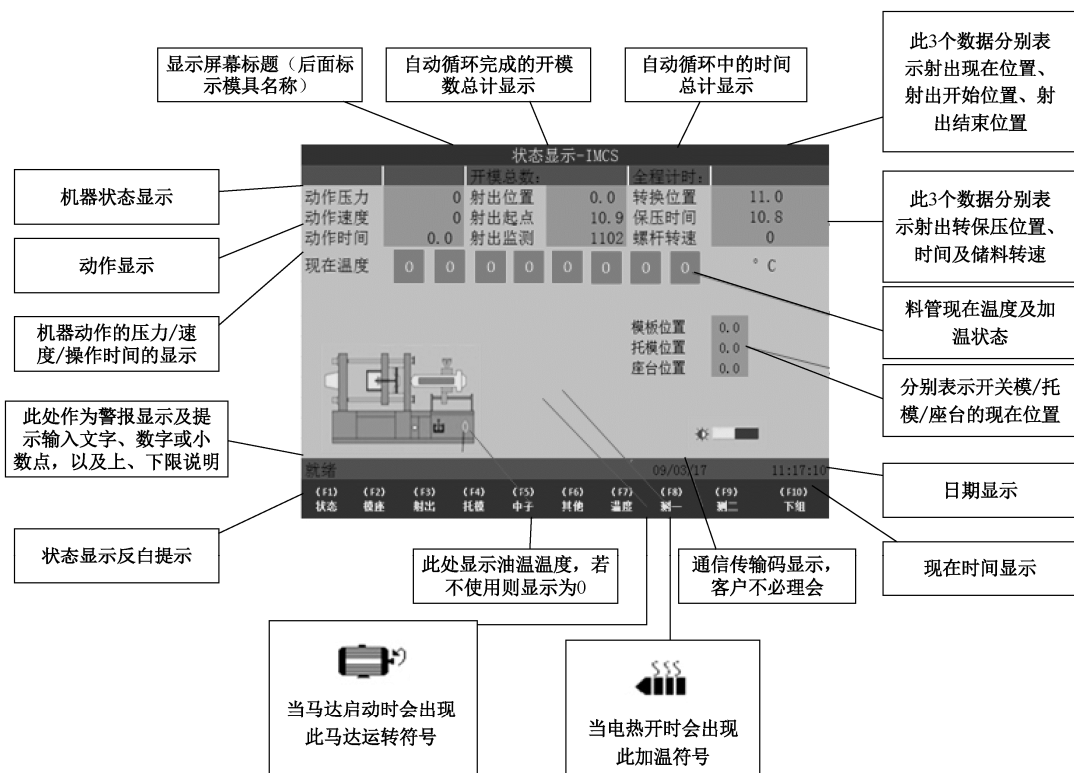 显示屏幕标题（后面标
示模具名称）
自动循环完成的开模
数总计显示
自动循环中的时间
总计显示
此3个数据分别表
示射出现在位置、
射出开始位置、射
出结束位置
机器状态显示
动作显示
机器动作的压力/速
度/操作时间的显示
此处作为警报显示及提
示输入文字、数字或小
数点，以及上、下限说明
状态显示反白提示
状态显示-IMCS
开模总数： 全程计时：
动作压力 0 射出位置 0.0 转换位置 11.0
动作速度 0 射出起点 10.9 保压时间 10.8
动作时间 0.0 射出监测 1102 螺杆转速 0
现在温度 0 0 0 0 0 0 0 0 °C
模板位置 0.0
托模位置 0.0
座台位置 0.0
0
就绪 09/03/17 11:17:10
(F1) (F2) (F3) (F4) (F5) (F6) (F7) (F8) (F9) (F10)
状态 模座 射出 托模 中子 其他 温度 测一 测二 下组
此3个数据分别表
示射出转保压位置、
时间及储料转速
料管现在温度及加
温状态
分别表示开关模/托
模/座台的现在位置
日期显示
现在时间显示
此处显示油温温度，若
不使用则显示为0
通信传输码显示，
客户不必理会
当马达启动时会出现
此马达运转符号
当电热开时会出现
此加温符号